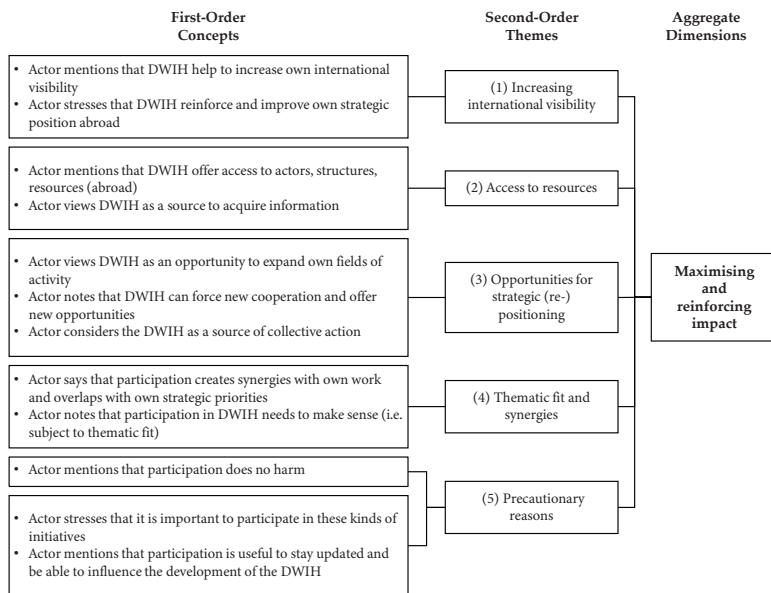 First-Order
Concepts
Second-Order
Themes
Aggregate
Dimensions
• Actor mentions that DWIH help to increase own international
visibility
• Actor stresses that DWIH reinforce and improve own strategic
position abroad
(1) Increasing
international visibility
• Actor mentions that DWIH offer access to actors, structures,
resources (abroad)
• Actor views DWIH as a source to acquire information
(2) Access to resources
• Actor views DWIH as an opportunity to expand own fields of
activity
• Actor notes that DWIH can force new cooperation and offer
new opportunities
• Actor considers the DWIH as a source of collective action
(3) Opportunities for
strategic (re-)
positioning
Maximising
and
reinforcing
impact
• Actor says that participation creates synergies with own work
and overlaps with own strategic priorities
• Actor notes that participation in DWIH needs to make sense (i.e.
subject to thematic fit)
(4) Thematic fit and
synergies
• Actor mentions that participation does no harm
• Actor stresses that it is important to participate in these kinds of
initiatives
• Actor mentions that participation is useful to stay updated and
be able to influence the development of the DWIH
(5) Precautionary
reasons